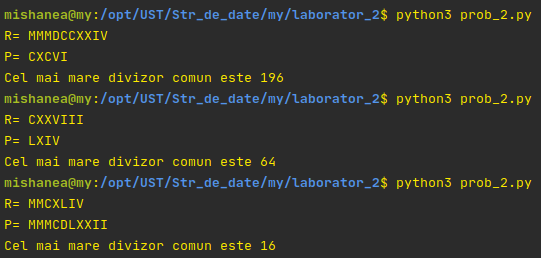 mishanea@my:/opt/UST/Str_de_date/my/laborator_2$ python3 prob_2.py
R= MMMDCCXXIV
P= CXCVI
Cel mai mare divizor comun este 196
mishanea@my:/opt/UST/Str_de_date/my/laborator_2$ python3 prob_2.py
R= CXXVIII
P= LXIV
Cel mai mare divizor comun este 64
mishanea@my:/opt/UST/Str_de_date/my/laborator_2$ python3 prob_2.py
R= MMCXLIV
P= MMMCDLXXII
Cel mai mare divizor comun este 16